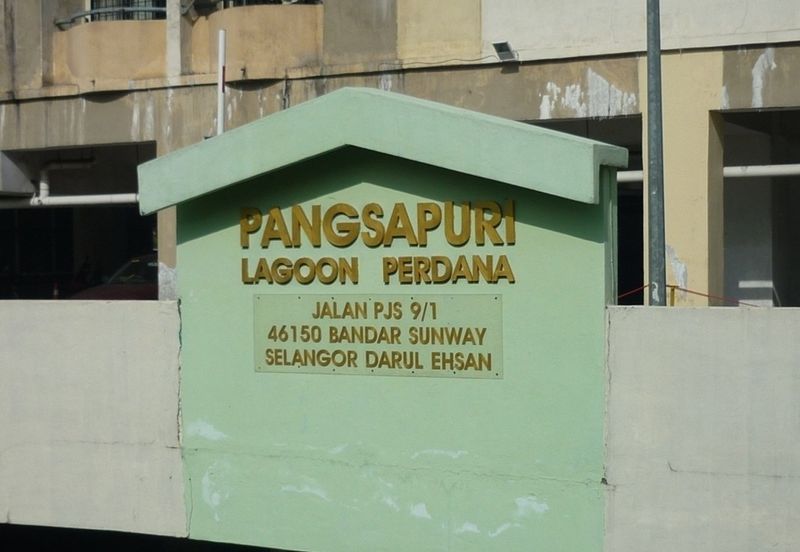 PANGSAPURI
LAGOON PERDANA
JALAN PJS 9/1
46150 BANDAR SUNWAY
SELANGOR DARUL EHSAN